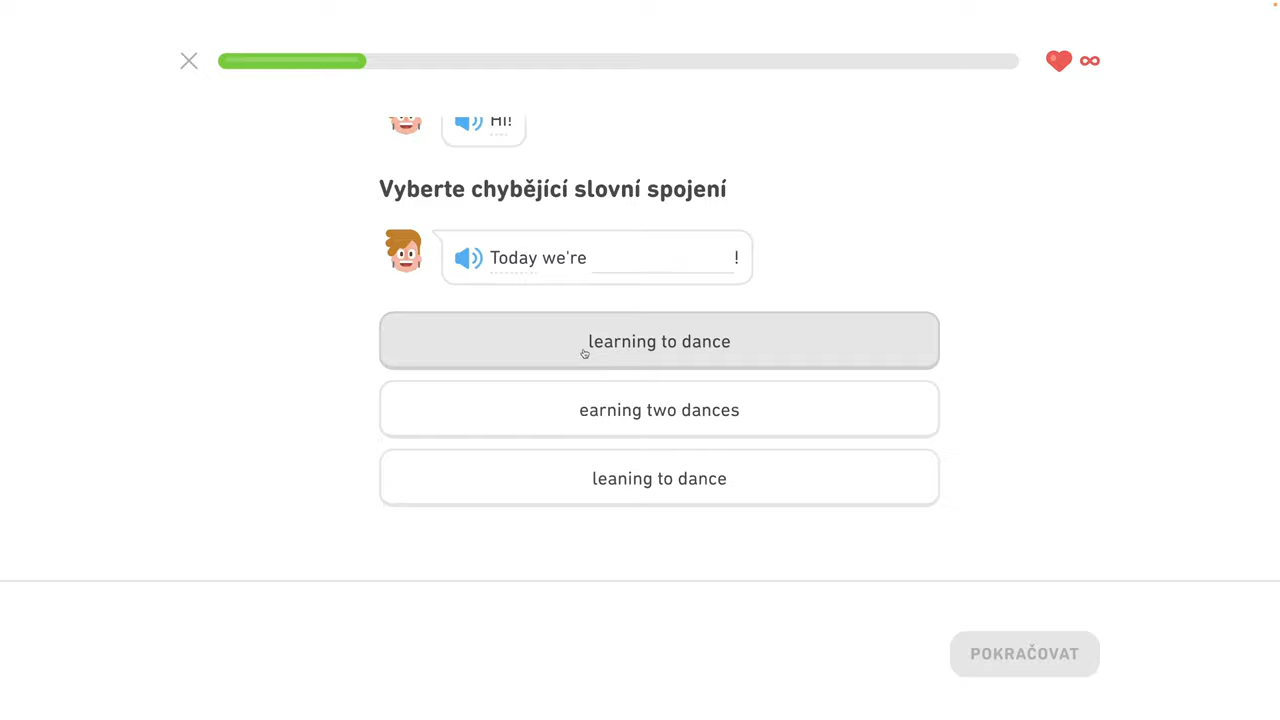 Hi!
Vyberte chybějící slovní spojení
Today we're !
learning to dance
earning two dances
leaning to dance
POKRAČOVAT